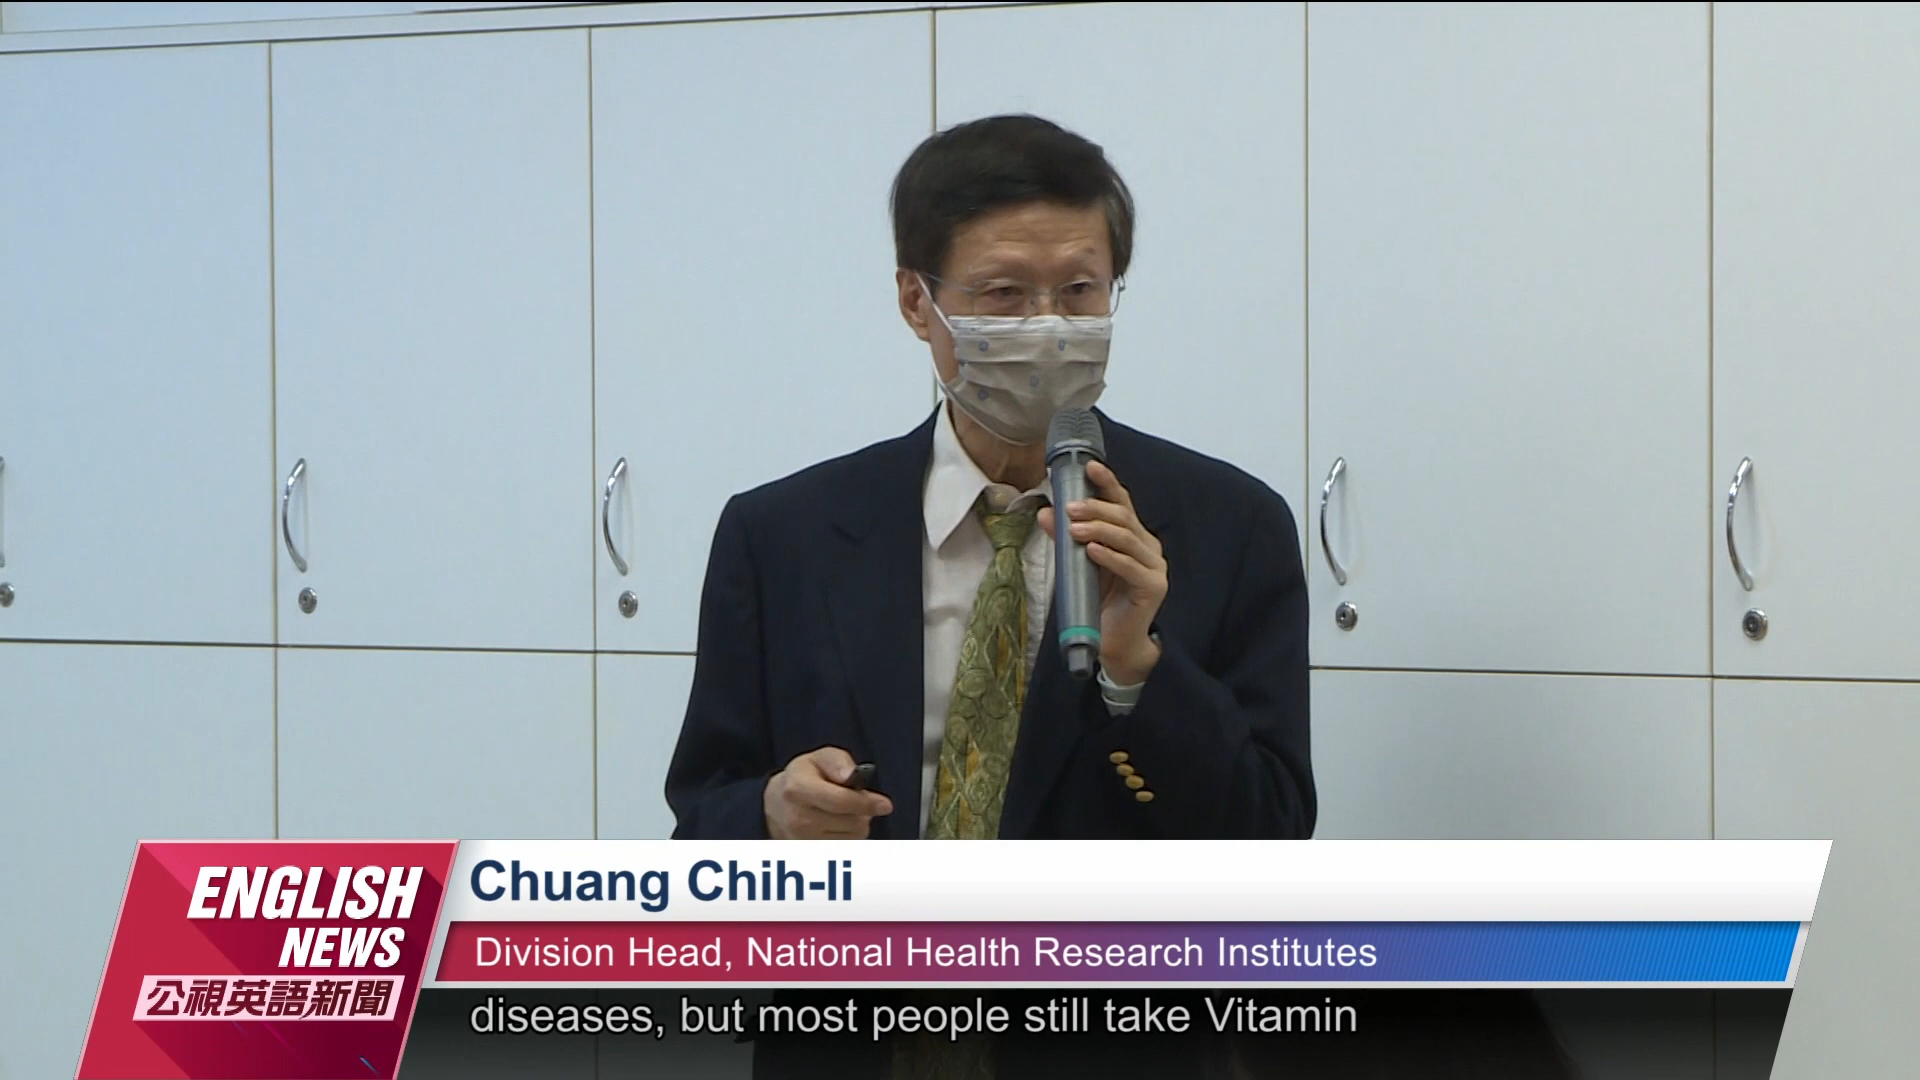 ENGLISH
NEWS
公視英語新聞
Chuang Chih-li
Division Head, National Health Research Institutes
diseases, but most people still take Vitamin